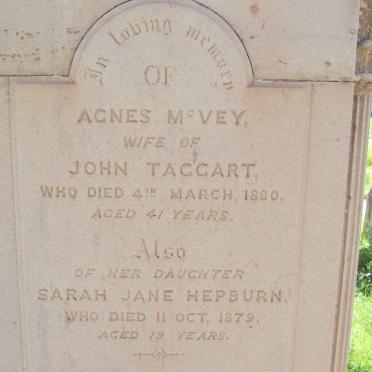 In loving memory
OF
AGNES McVEY,
WIFE OF
JOHN TAGGART,
WHO DIED 4TH MARCH, 1880.
AGED 41 YEARS.
Also
OF HER DAUGHTER
SARAH JANE HEPBURN,
WHO DIED 11 OCT, 1879.
AGED 19 YEARS.